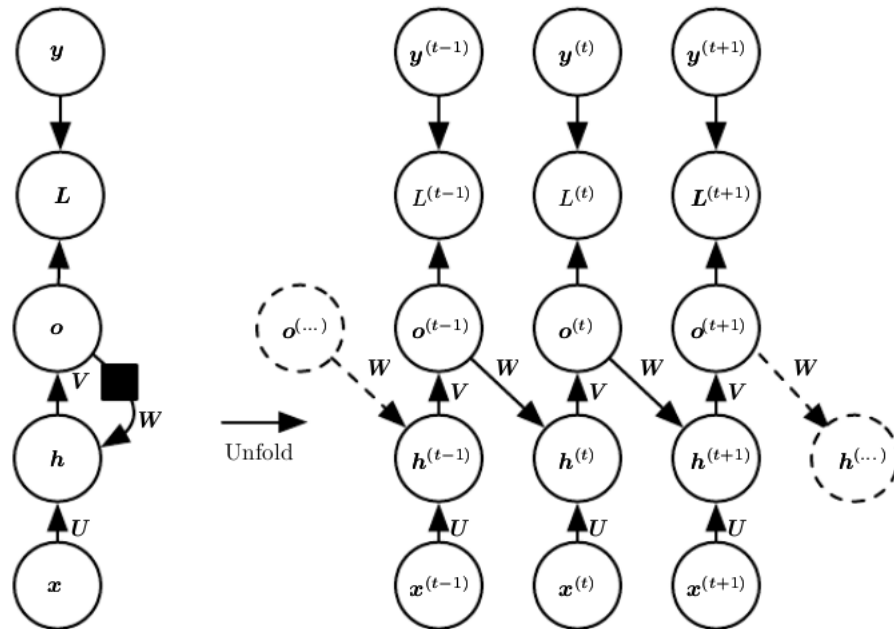 y y^(t−1) y^(t) y^(t+1)
L L^(t−1) L^(t) L^(t+1)
o o^(...) o^(t−1) o^(t) o^(t+1)
W W W W
V V V V
W
h h^(t−1) h^(t) h^(t+1) h^(...)
Unfold
U U U U
x x^(t−1) x^(t) x^(t+1)